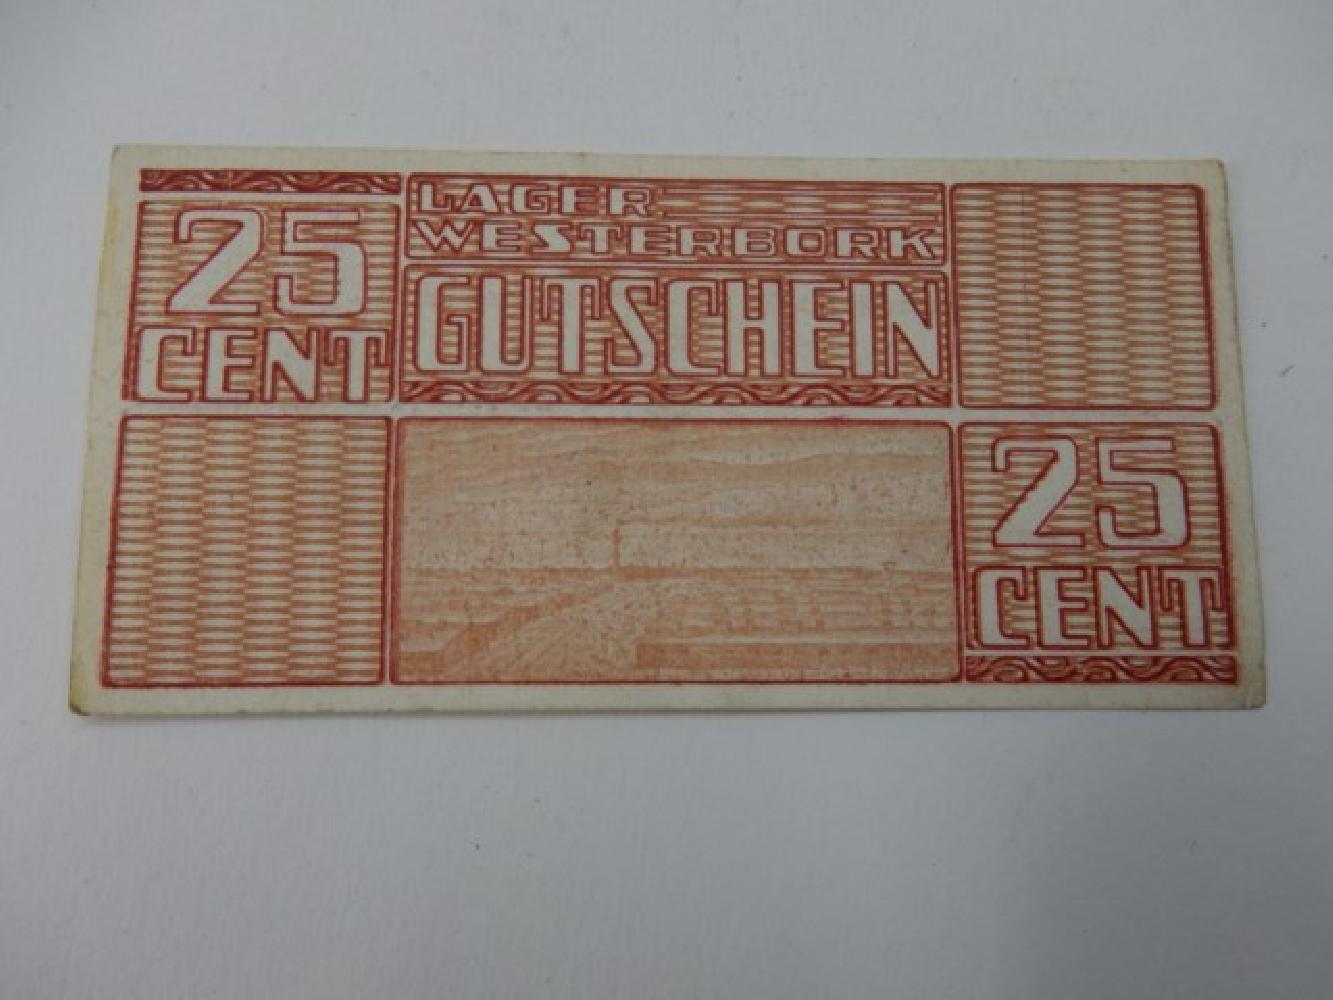 25
CENT
LAGER
WESTERBORK
GUTSCHEIN
25
CENT